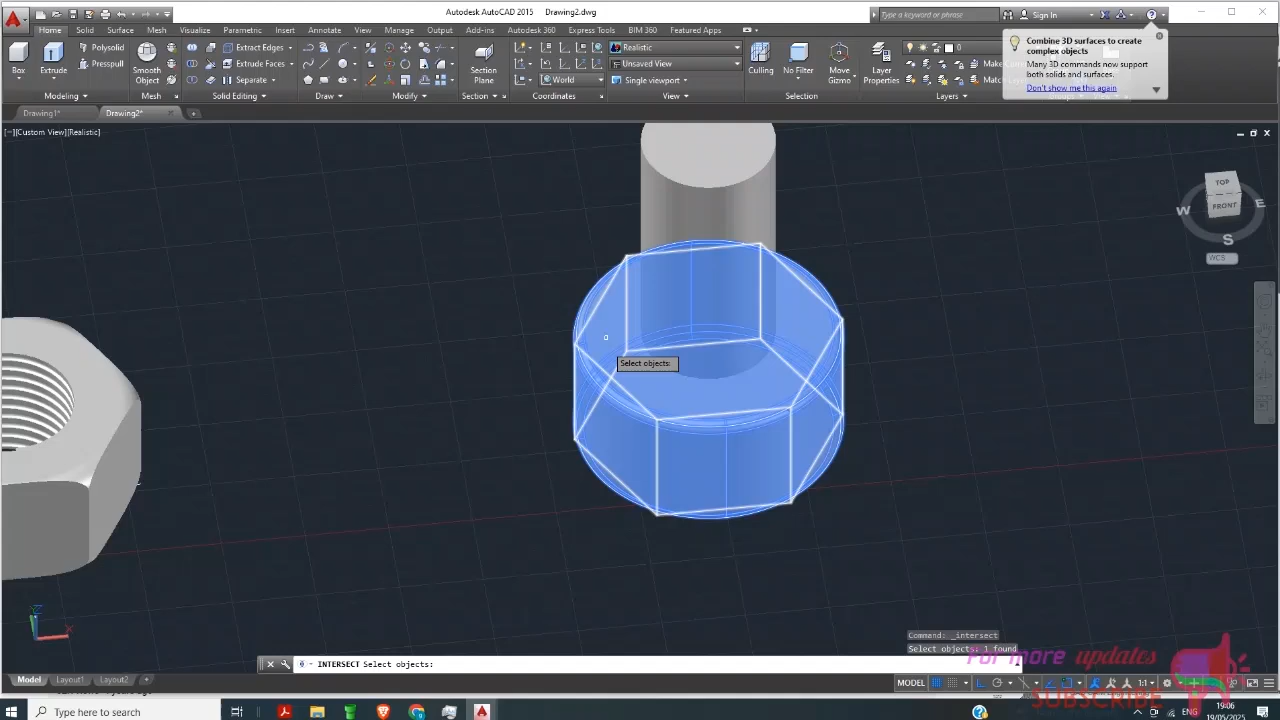 Autodesk AutoCAD 2015 Drawing2.dwg
Type a keyword or phrase
Sign In
Home Solid Surface Mesh Visualize Parametric Insert Annotate View Manage Output Add-ins Autodesk 360 Express Tools BIM 360 Featured Apps
Combine 3D surfaces to create
complex objects
Many 3D commands now support
both solids and surfaces.
Don't show me this again
Polysolid
Presspull
Extrude Edges
Extrude Faces
Separate
Realistic
Unsaved View
World
Single viewport
0
Box Extrude Smooth
Object
Section
Plane
Culling No Filter Move
Gizmo
Layer
Properties
Modeling Mesh Solid Editing Draw Modify Section Coordinates View Selection Layers
Drawing1* Drawing2*
[−][Custom View][Realistic]
TOP
FRONT
W
E
S
WCS
Select objects:
Command: _intersect
Select objects: 1 found
INTERSECT Select objects:
For more updates
SUBSCRIBE
Model Layout1 Layout2
MODEL
1:1
Type here to search
ENG
19:06
19/05/2025